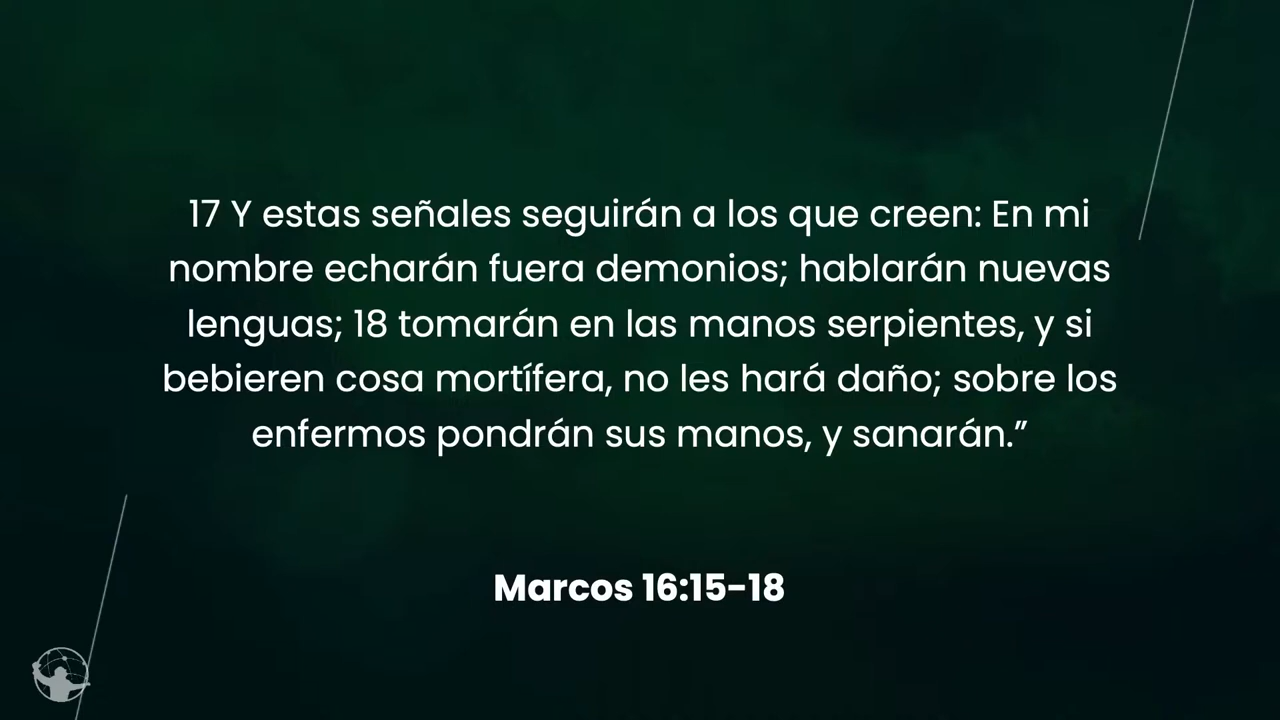 17 Y estas señales seguirán a los que creen: En mi
nombre echarán fuera demonios; hablarán nuevas
lenguas; 18 tomarán en las manos serpientes, y si
bebieren cosa mortífera, no les hará daño; sobre los
enfermos pondrán sus manos, y sanarán.”
Marcos 16:15-18